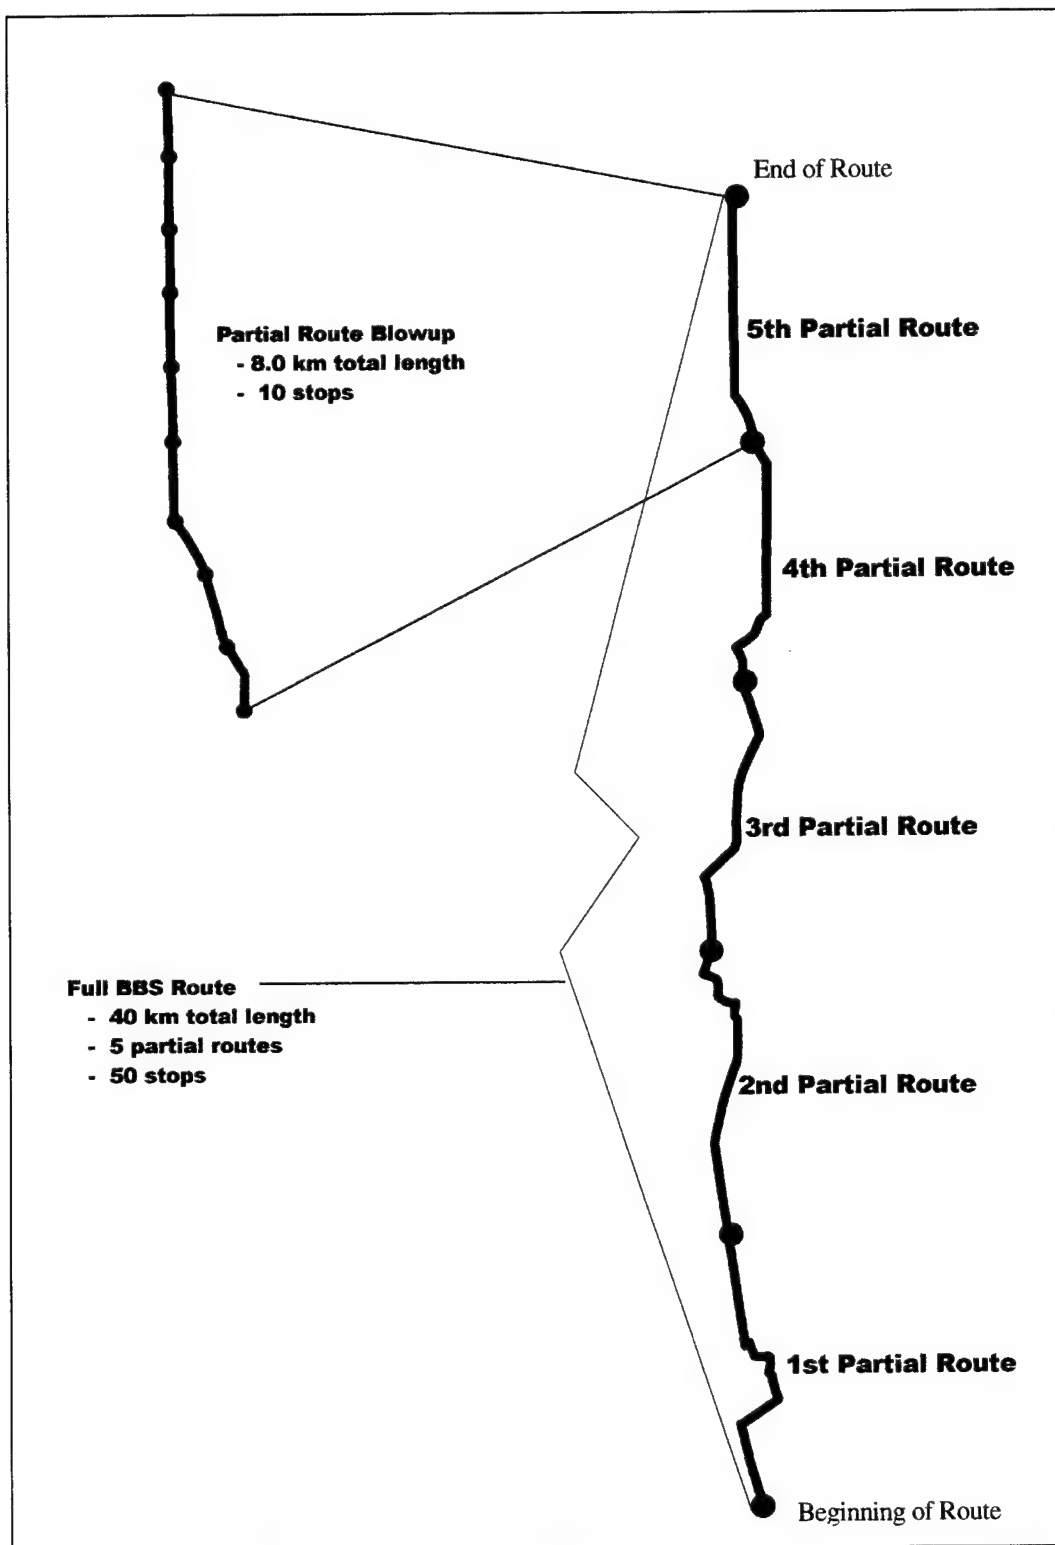 End of Route
5th Partial Route
Partial Route Blowup
- 8.0 km total length
- 10 stops
4th Partial Route
3rd Partial Route
Full BBS Route
- 40 km total length
- 5 partial routes
- 50 stops
2nd Partial Route
1st Partial Route
Beginning of Route